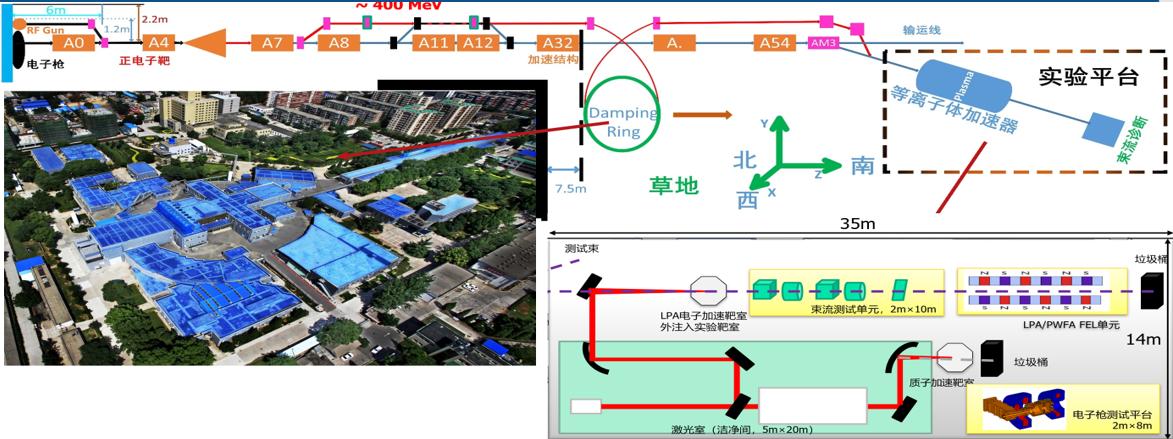 ~ 400 MeV
6m
2.2m
RF Gun
1.2m
A0
A4
A7
A8
A11
A12
A32
A.
A54
AM3
输运线
电子枪
正电子靶
加速结构
实验平台
Plasma
等离子体加速器
束流诊断
Damping
Ring
Y
北
Z
南
西
X
7.5m
草地
35m
测试束
垃圾桶
N S N S N S
LPA电子加速靶室
外注入实验靶室
束流测试单元，2m×10m
LPA/PWFA FEL单元
14m
垃圾桶
质子加速靶室
电子枪测试平台
2m×8m
激光室（洁净间，5m×20m）